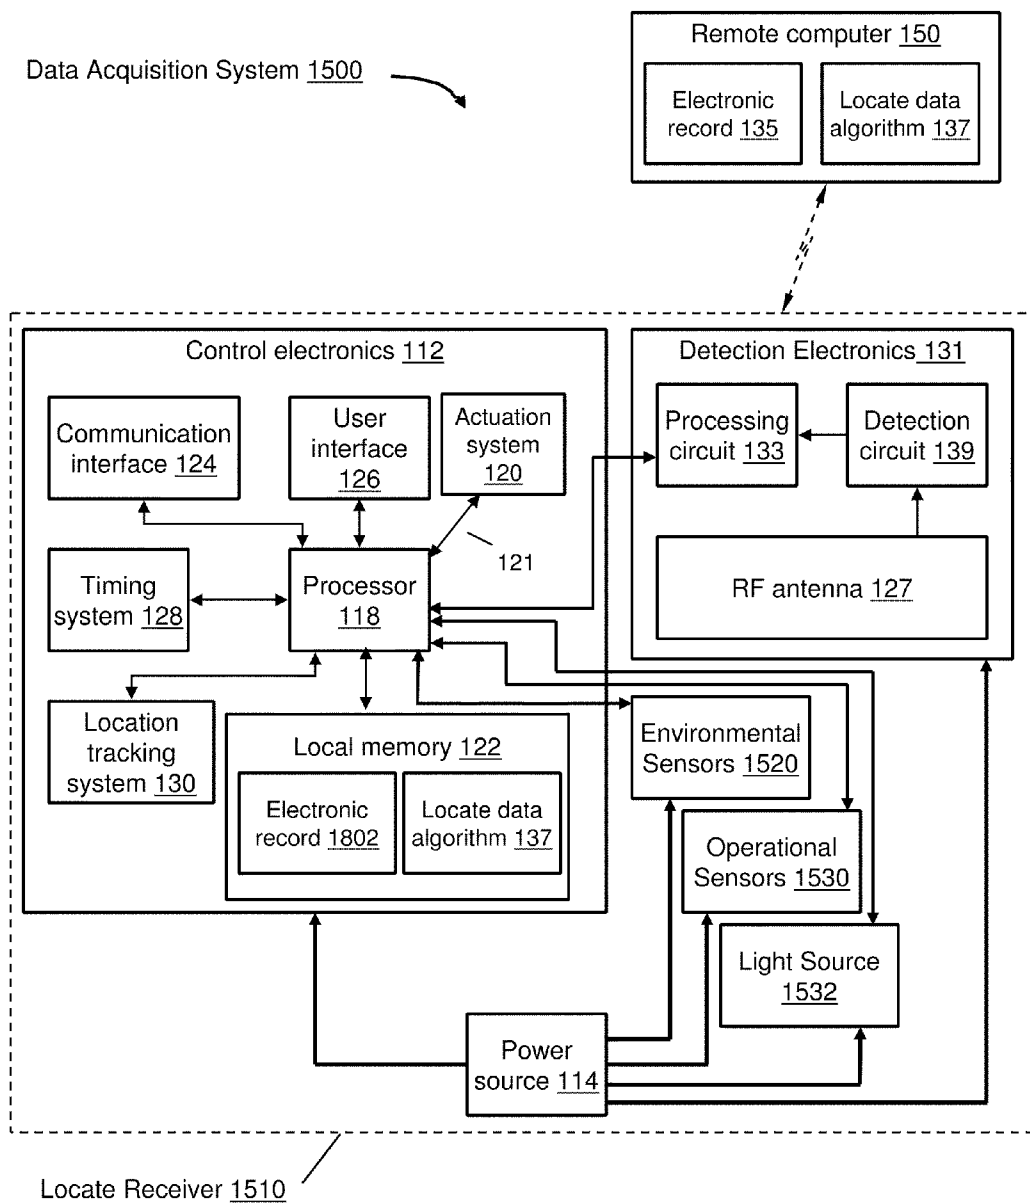 Remote computer 150
Data Acquisition System 1500
Electronic
record 135
Locate data
algorithm 137
Control electronics 112
Detection Electronics 131
Communication
interface 124
User
interface
126
Actuation
system
120
Processing
circuit 133
Detection
circuit 139
121
Timing
system 128
Processor
118
RF antenna 127
Location
tracking
system 130
Local memory 122
Electronic
record 1802
Locate data
algorithm 137
Environmental
Sensors 1520
Operational
Sensors 1530
Light Source
1532
Power
source 114
Locate Receiver 1510